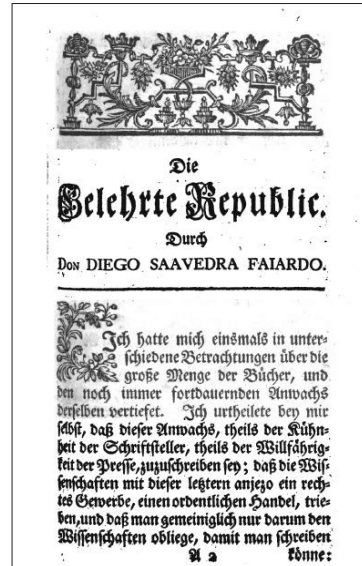 Die
Gelehrte Republic.
Durch
DON DIEGO SAAVEDRA FAIARDO.
Ich hatte mich einsmals in unter-
schiedene Betrachtungen über die
große Menge der Bücher, und
den noch immer fortdauernden Anwachs
derselben vertiefet. Ich urtheilete bey mir
selbst, daß dieser Anwachs, theils der Kühn-
heit der Schriftsteller, theils der Willfährig-
keit der Presse, zuzuschreiben sey; daß die Wis-
senschaften mit dieser letztern anjezo ein rech-
tes Gewerbe, einen ordentlichen Handel, trie-
ben, und daß man gemeiniglich nur darum den
Wissenschaften obliege, damit man schreiben
A 2 könne: